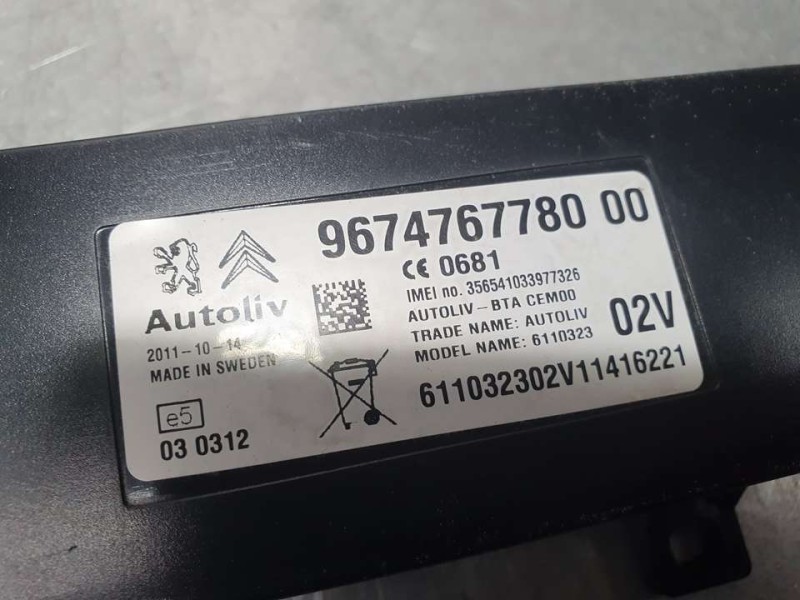 9674767780 00
CE 0681
IMEI no. 356541033977326
AUTOLIV-BTA CEM00
TRADE NAME: AUTOLIV
MODEL NAME: 6110323
02V
Autoliv
2011-10-14
MADE IN SWEDEN
611032302V11416221
e5
03 0312